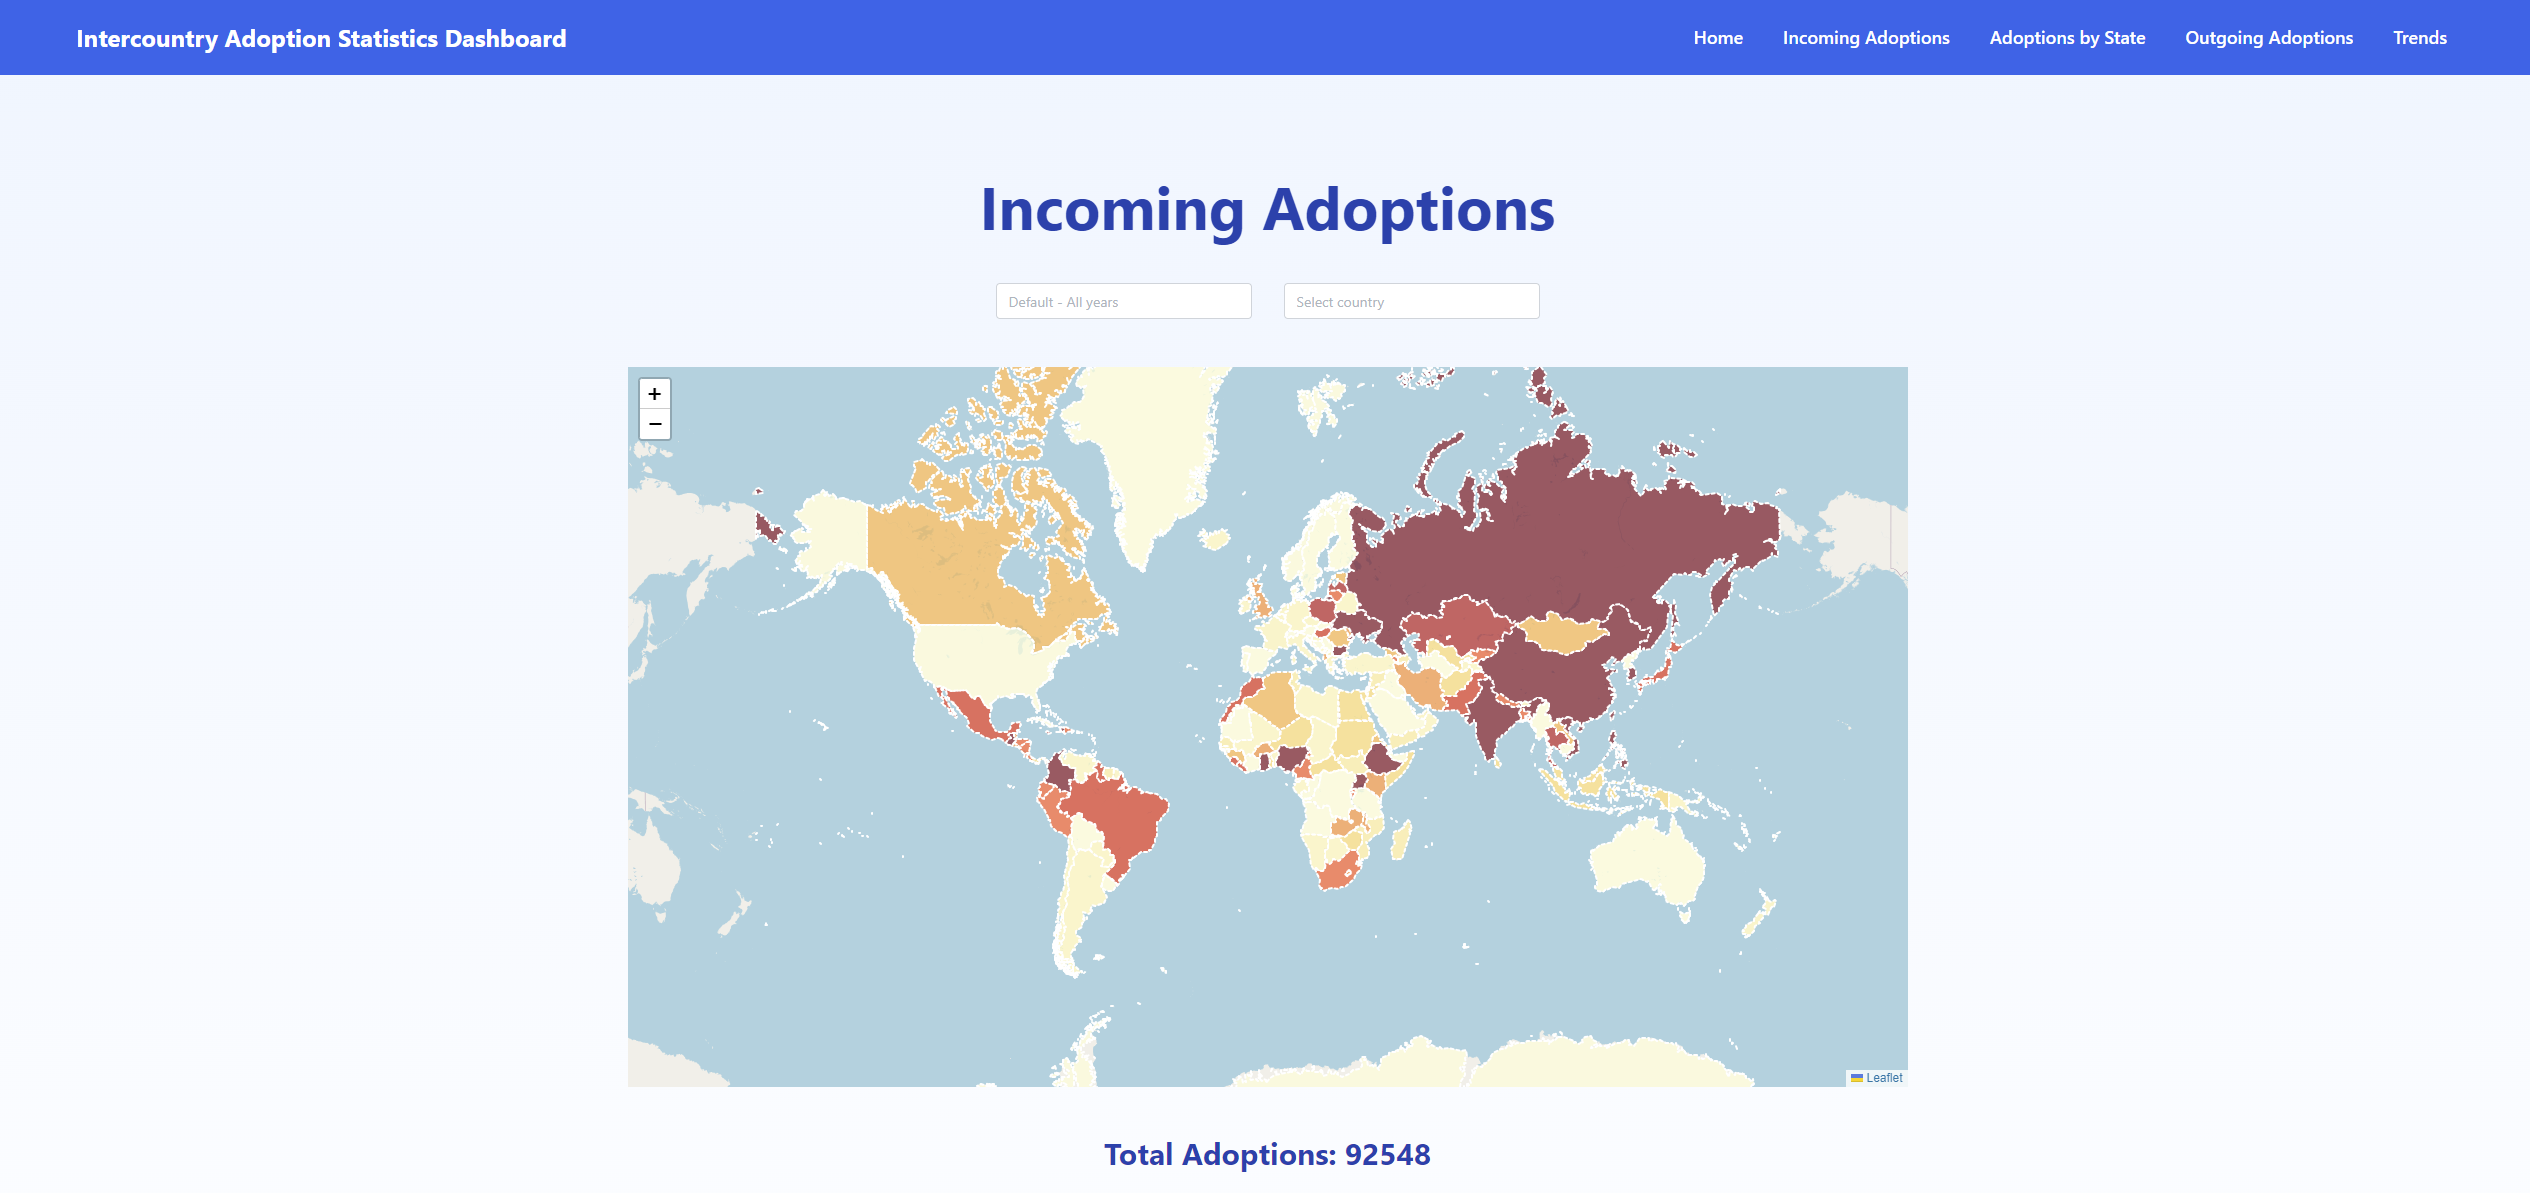 Intercountry Adoption Statistics Dashboard
Home Incoming Adoptions Adoptions by State Outgoing Adoptions Trends
Incoming Adoptions
Default - All years Select country
+
−
Leaflet
Total Adoptions: 92548